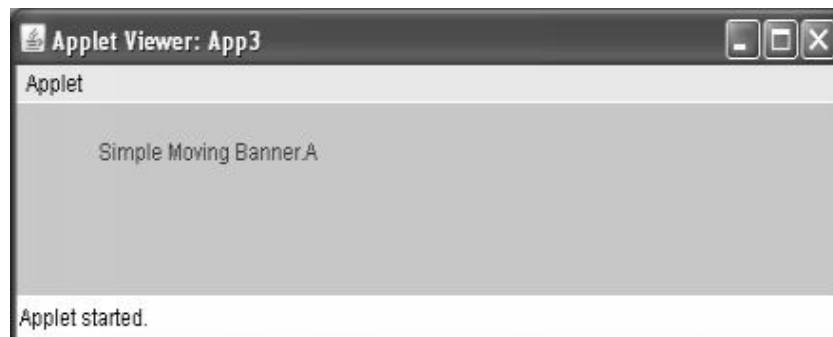 Applet Viewer: App3
Applet
Simple Moving Banner.A
Applet started.